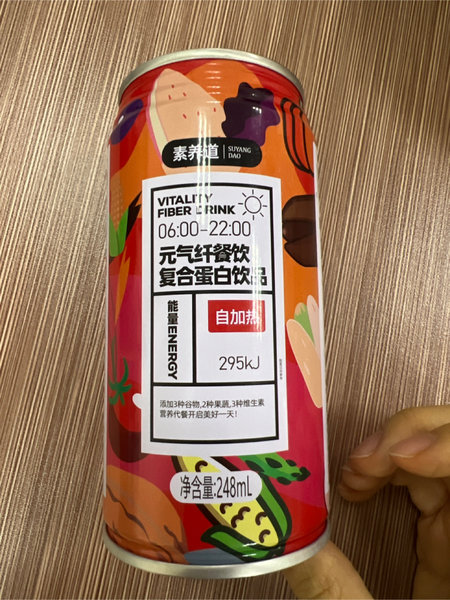 素养道
SUYANG
DAO
VITALITY
FIBER DRINK
06:00-22:00
元气纤餐饮
复合蛋白饮品
能量ENERGY
自加热
295kJ
添加3种谷物,2种果蔬,3种维生素
营养代餐开启美好一天!
净含量:248mL